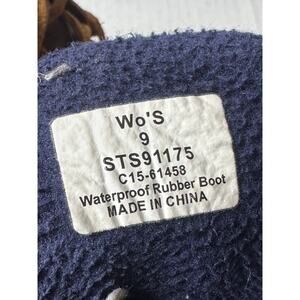 Wo'S
9
STS91175
C15-61458
Waterproof Rubber Boot
MADE IN CHINA